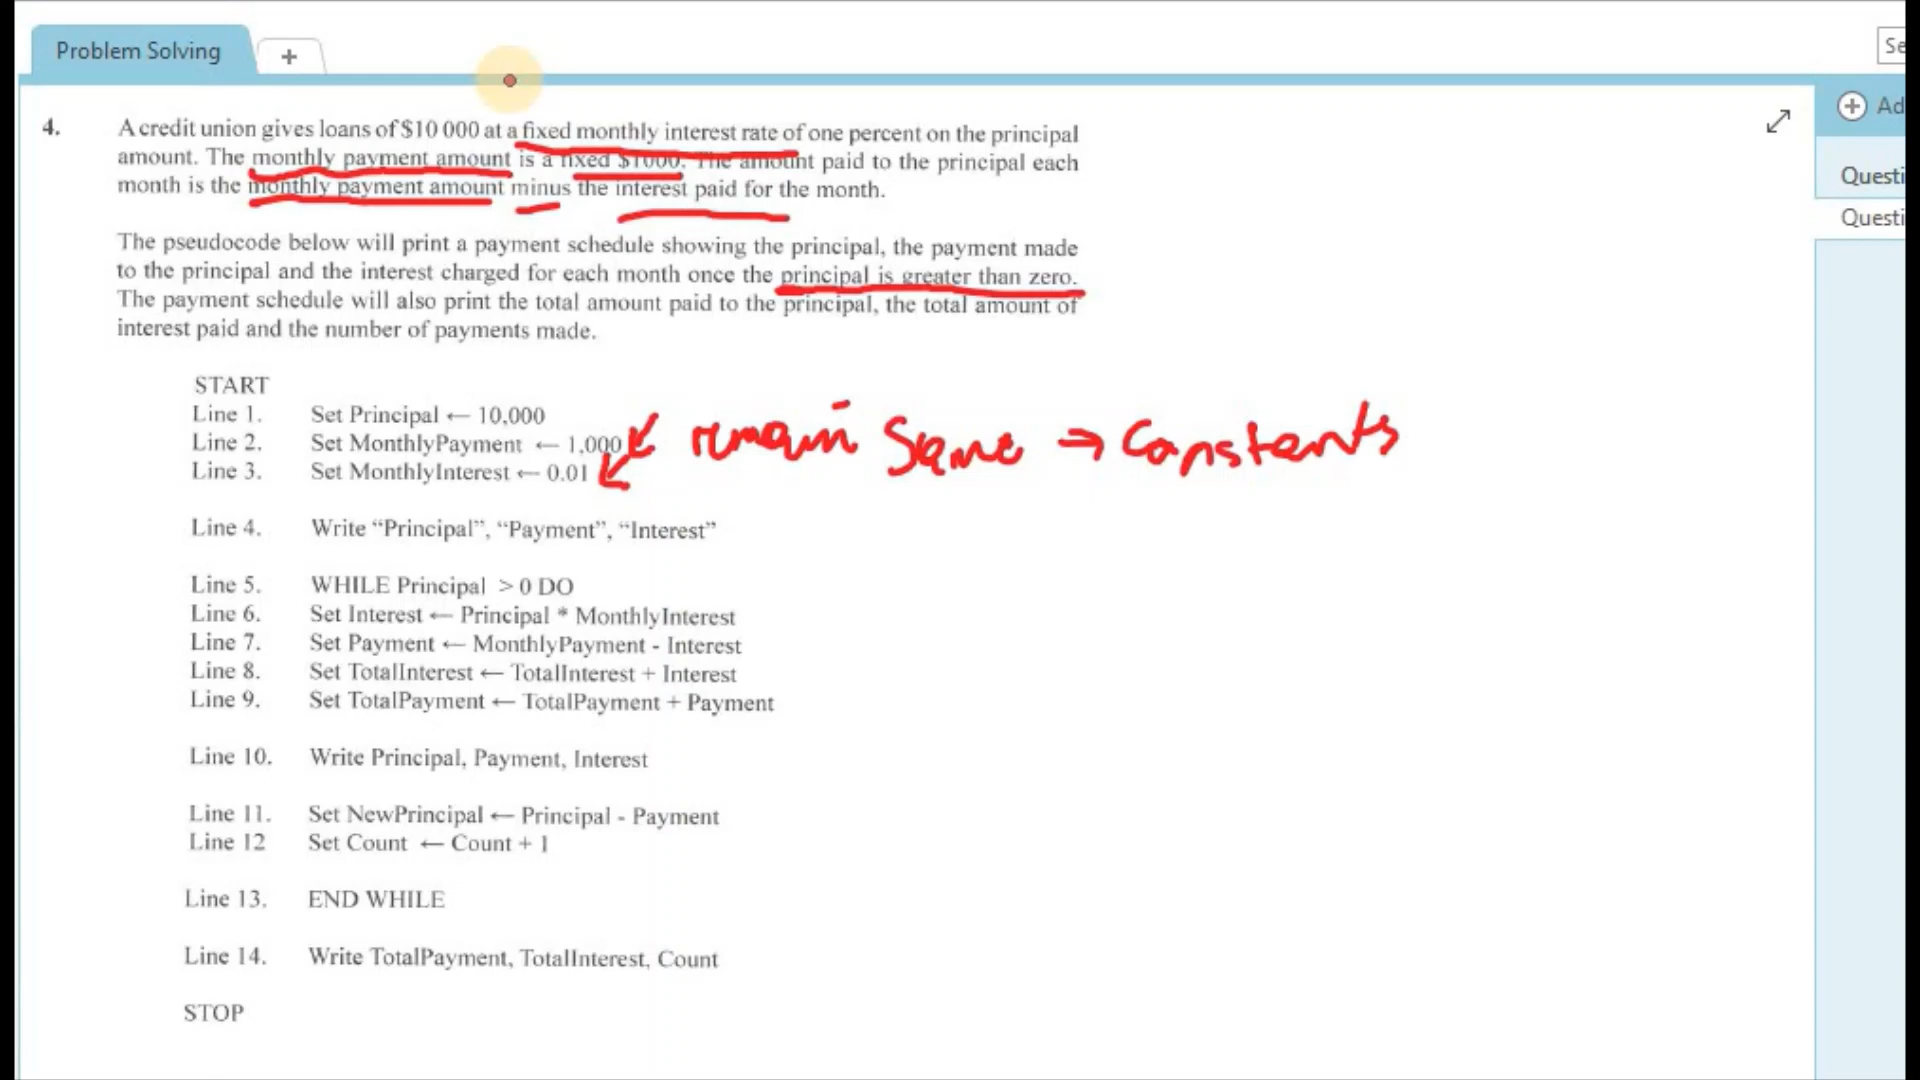 Problem Solving
+
Se
Ad
4. A credit union gives loans of $10 000 at a fixed monthly interest rate of one percent on the principal
amount. The monthly payment amount is a fixed $1000. The amount paid to the principal each
month is the monthly payment amount minus the interest paid for the month.
Questi
Questi
The pseudocode below will print a payment schedule showing the principal, the payment made
to the principal and the interest charged for each month once the principal is greater than zero.
The payment schedule will also print the total amount paid to the principal, the total amount of
interest paid and the number of payments made.
START
Line 1. Set Principal ← 10,000
Line 2. Set MonthlyPayment ← 1,000
Line 3. Set MonthlyInterest ← 0.01
remain Same → Constants
Line 4. Write “Principal”, “Payment”, “Interest”
Line 5. WHILE Principal > 0 DO
Line 6. Set Interest ← Principal * MonthlyInterest
Line 7. Set Payment ← MonthlyPayment - Interest
Line 8. Set TotalInterest ← TotalInterest + Interest
Line 9. Set TotalPayment ← TotalPayment + Payment
Line 10. Write Principal, Payment, Interest
Line 11. Set NewPrincipal ← Principal - Payment
Line 12 Set Count ← Count + 1
Line 13. END WHILE
Line 14. Write TotalPayment, TotalInterest, Count
STOP